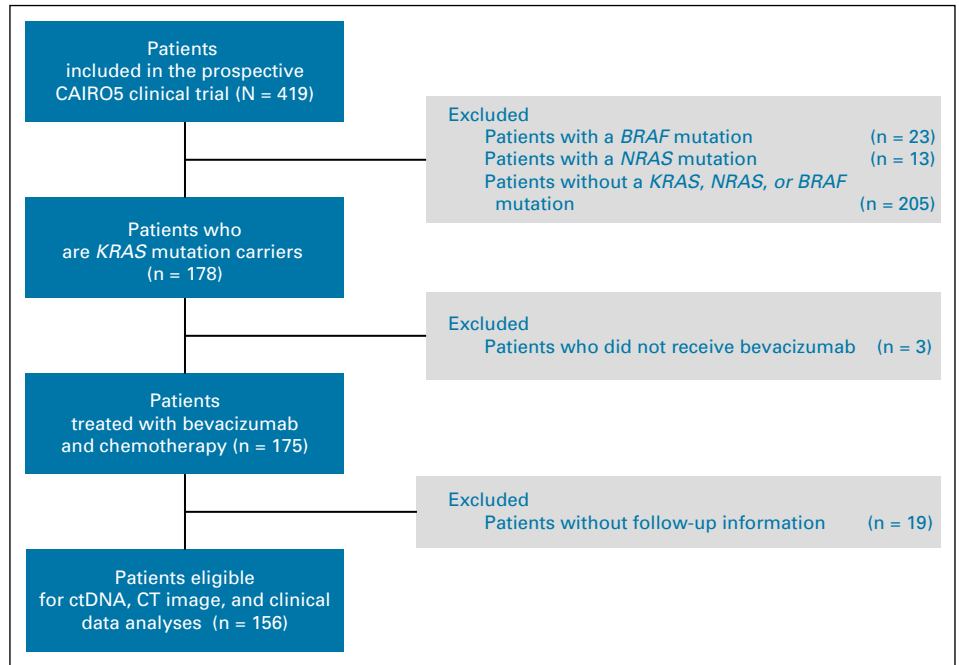 Patients
included in the prospective
CAIRO5 clinical trial (N = 419)
Excluded
Patients with a BRAF mutation (n = 23)
Patients with a NRAS mutation (n = 13)
Patients without a KRAS, NRAS, or BRAF
mutation (n = 205)
Patients who
are KRAS mutation carriers
(n = 178)
Excluded
Patients who did not receive bevacizumab (n = 3)
Patients
treated with bevacizumab
and chemotherapy (n = 175)
Excluded
Patients without follow-up information (n = 19)
Patients eligible
for ctDNA, CT image, and clinical
data analyses (n = 156)